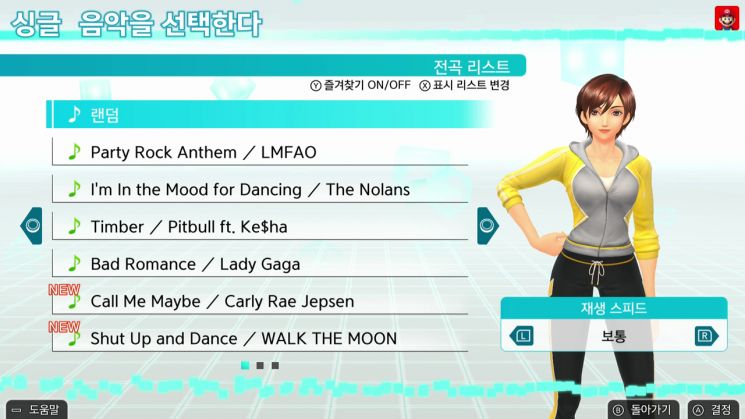 싱글 음악을 선택한다
전곡 리스트
Ⓨ 즐겨찾기 ON/OFF Ⓧ 표시 리스트 변경
랜덤
Party Rock Anthem / LMFAO
I'm In the Mood for Dancing / The Nolans
Timber / Pitbull ft. Ke$ha
Bad Romance / Lady Gaga
NEW
Call Me Maybe / Carly Rae Jepsen
NEW
Shut Up and Dance / WALK THE MOON
재생 스피드
L 보통 R
도움말
Ⓑ 돌아가기 Ⓐ 결정